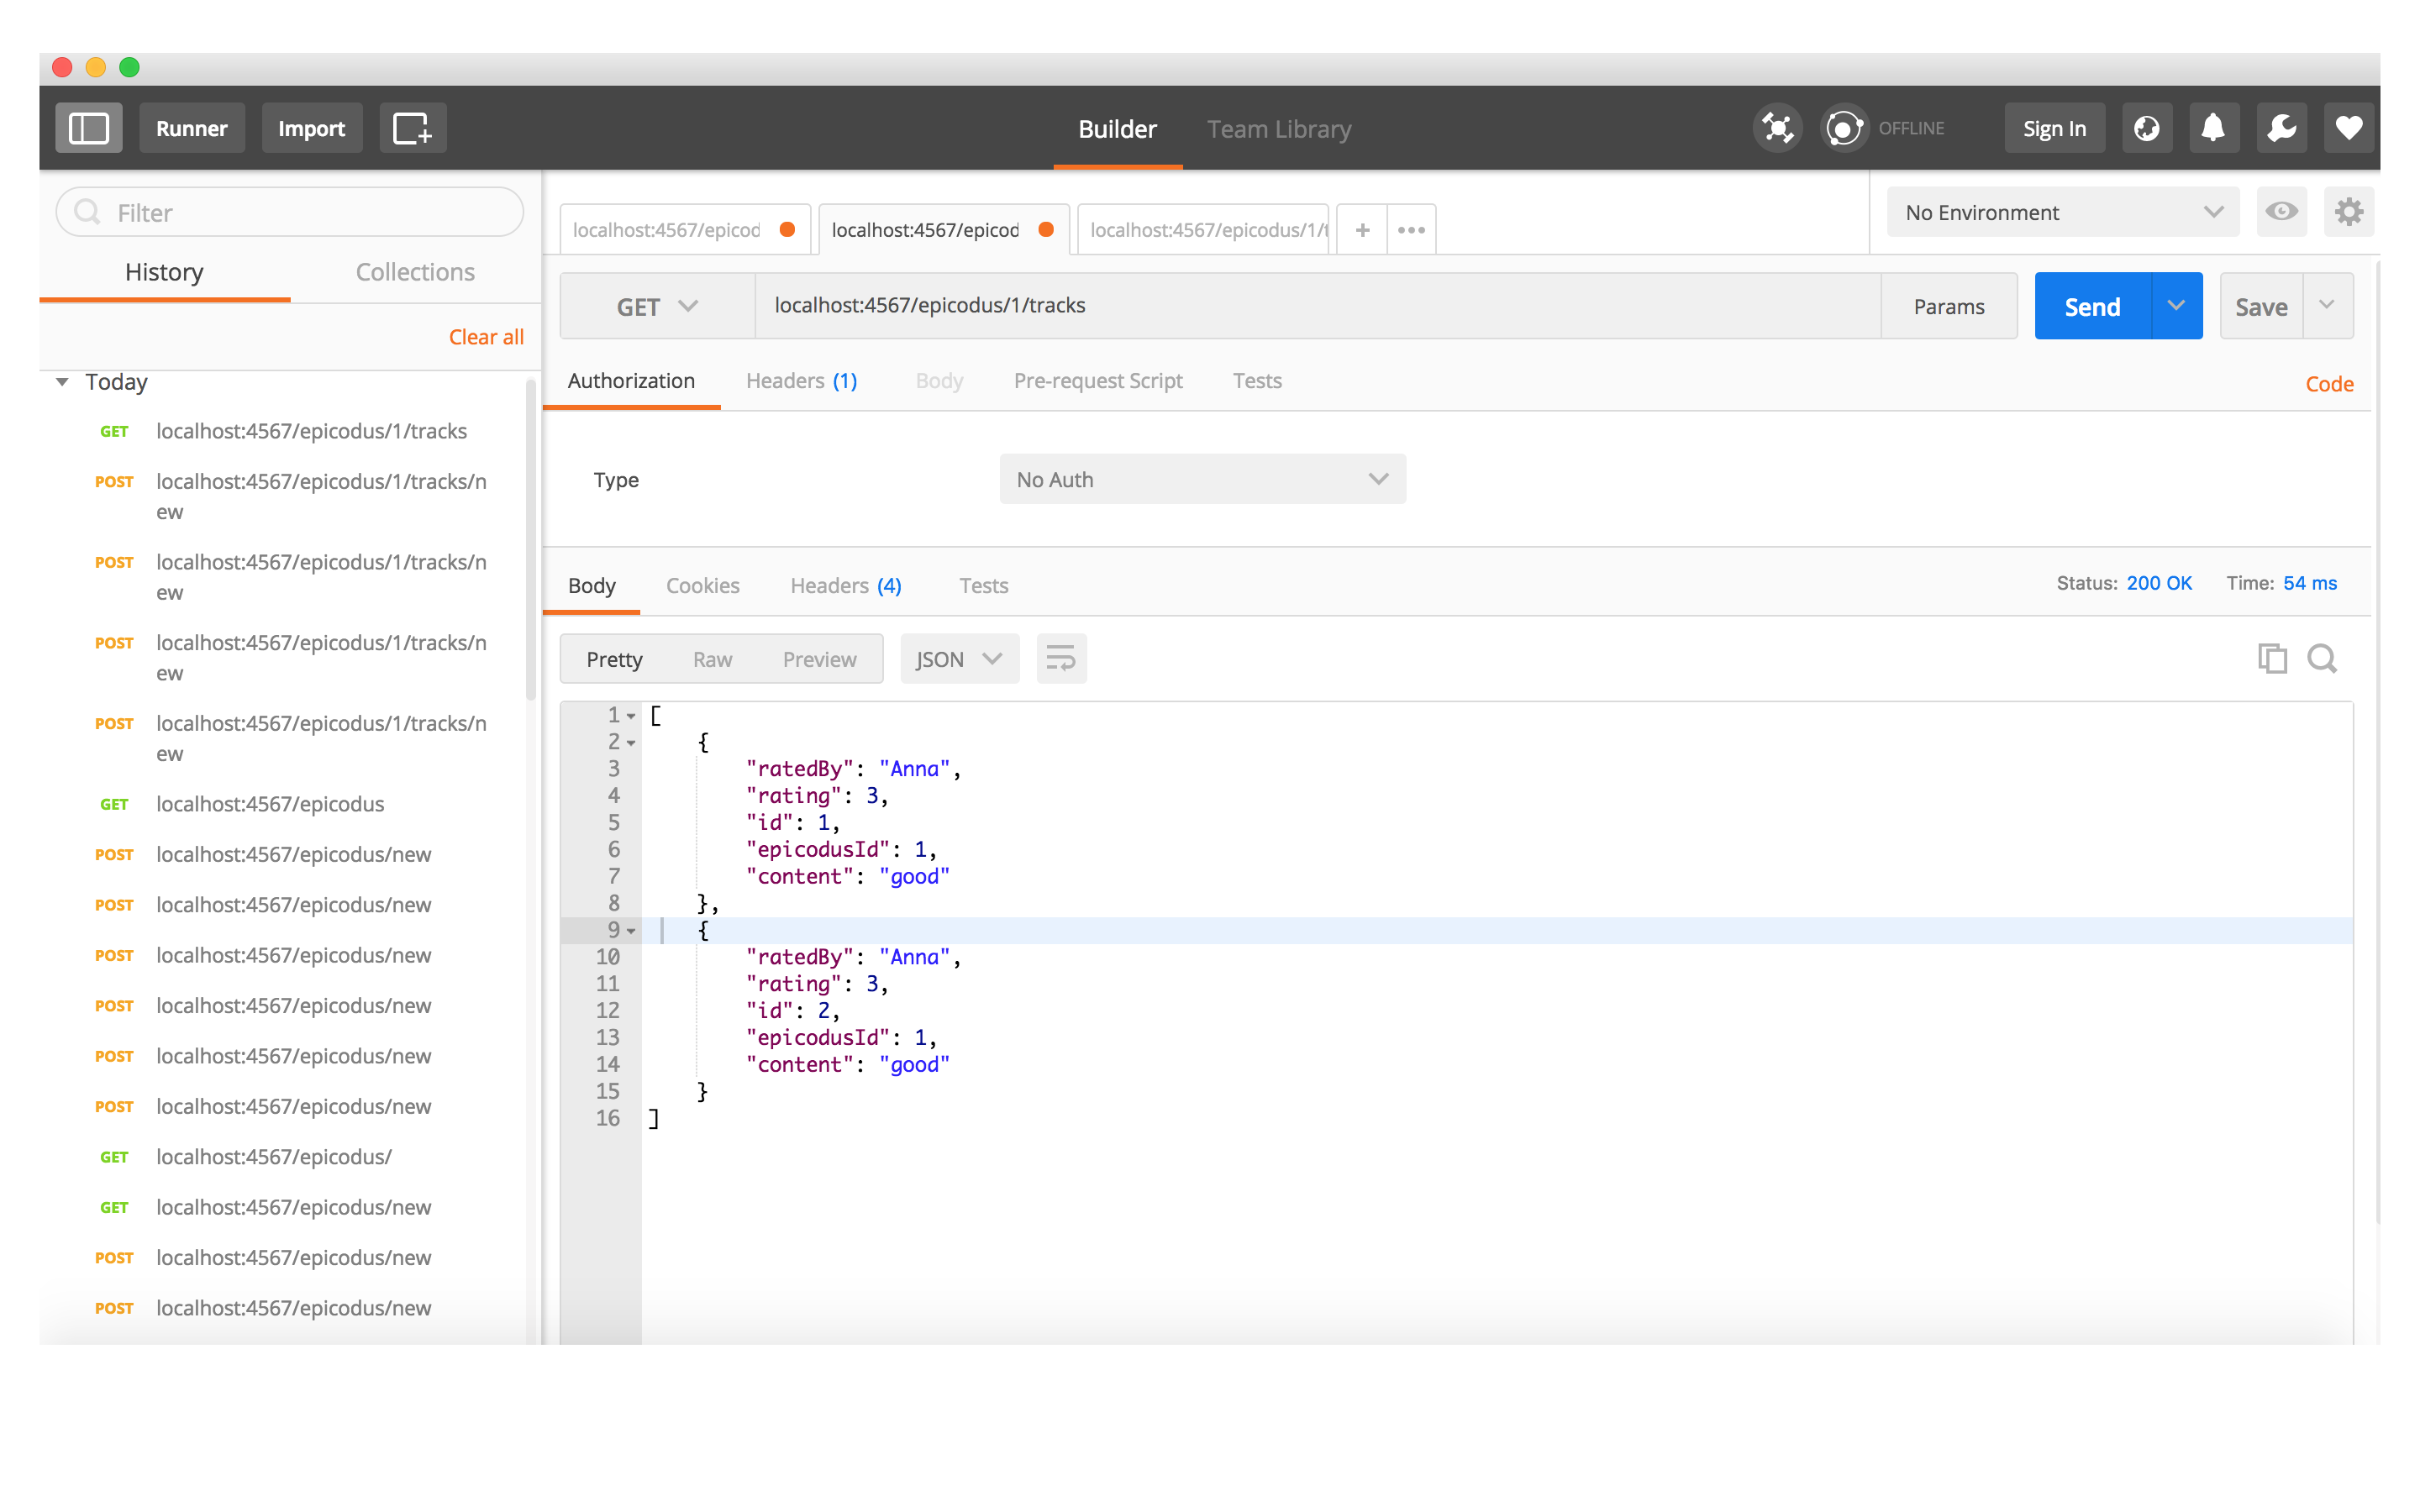 Runner Import Builder Team Library OFFLINE Sign In
Filter
History Collections
Clear all
Today
GET localhost:4567/epicodus/1/tracks
POST localhost:4567/epicodus/1/tracks/n
ew
POST localhost:4567/epicodus/1/tracks/n
ew
POST localhost:4567/epicodus/1/tracks/n
ew
POST localhost:4567/epicodus/1/tracks/n
ew
GET localhost:4567/epicodus
POST localhost:4567/epicodus/new
POST localhost:4567/epicodus/new
POST localhost:4567/epicodus/new
POST localhost:4567/epicodus/new
POST localhost:4567/epicodus/new
POST localhost:4567/epicodus/new
GET localhost:4567/epicodus/
GET localhost:4567/epicodus/new
POST localhost:4567/epicodus/new
POST localhost:4567/epicodus/new
localhost:4567/epicod localhost:4567/epicod localhost:4567/epicodus/1/t + ••• No Environment
GET localhost:4567/epicodus/1/tracks Params Send Save
Authorization Headers (1) Body Pre-request Script Tests Code
Type No Auth
Body Cookies Headers (4) Tests Status: 200 OK Time: 54 ms
Pretty Raw Preview JSON
1 [
2 {
3 "ratedBy": "Anna",
4 "rating": 3,
5 "id": 1,
6 "epicodusId": 1,
7 "content": "good"
8 },
9 {
10 "ratedBy": "Anna",
11 "rating": 3,
12 "id": 2,
13 "epicodusId": 1,
14 "content": "good"
15 }
16 ]